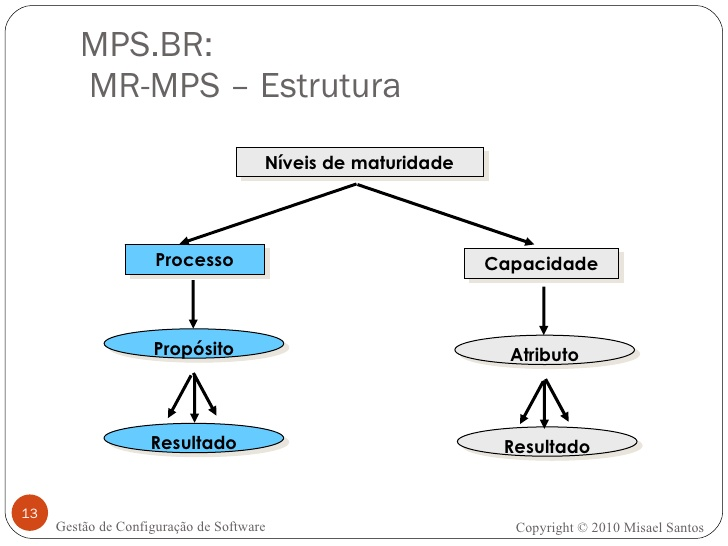 MPS.BR:
MR-MPS – Estrutura
Níveis de maturidade
Processo
Capacidade
Propósito
Atributo
Resultado
Resultado
13
Gestão de Configuração de Software
Copyright © 2010 Misael Santos